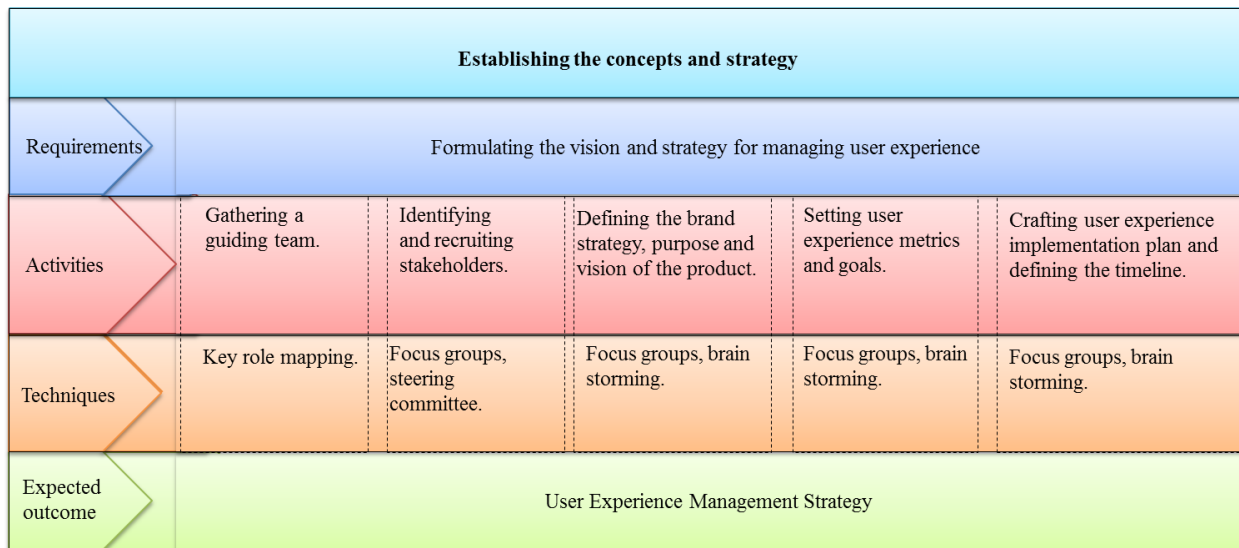 Establishing the concepts and strategy
Requirements
Formulating the vision and strategy for managing user experience
Activities
Gathering a
guiding team.
Identifying
and recruiting
stakeholders.
Defining the brand
strategy, purpose and
vision of the product.
Setting user
experience metrics
and goals.
Crafting user experience
implementation plan and
defining the timeline.
Techniques
Key role mapping.
Focus groups,
steering
committee.
Focus groups, brain
storming.
Focus groups, brain
storming.
Focus groups, brain
storming.
Expected
outcome
User Experience Management Strategy